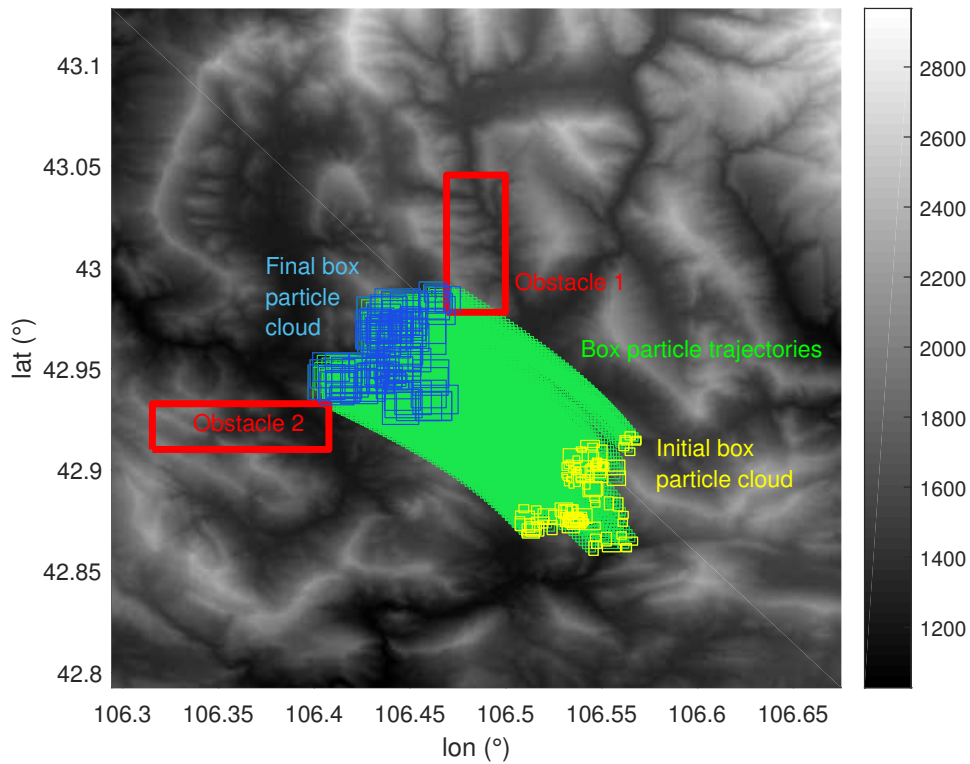 43.1
43.05
43
42.95
42.9
42.85
42.8
lat (°)
106.3 106.35 106.4 106.45 106.5 106.55 106.6 106.65
lon (°)
2800
2600
2400
2200
2000
1800
1600
1400
1200
Final box
particle
cloud
Obstacle 1
Box particle trajectories
Obstacle 2
Initial box
particle cloud